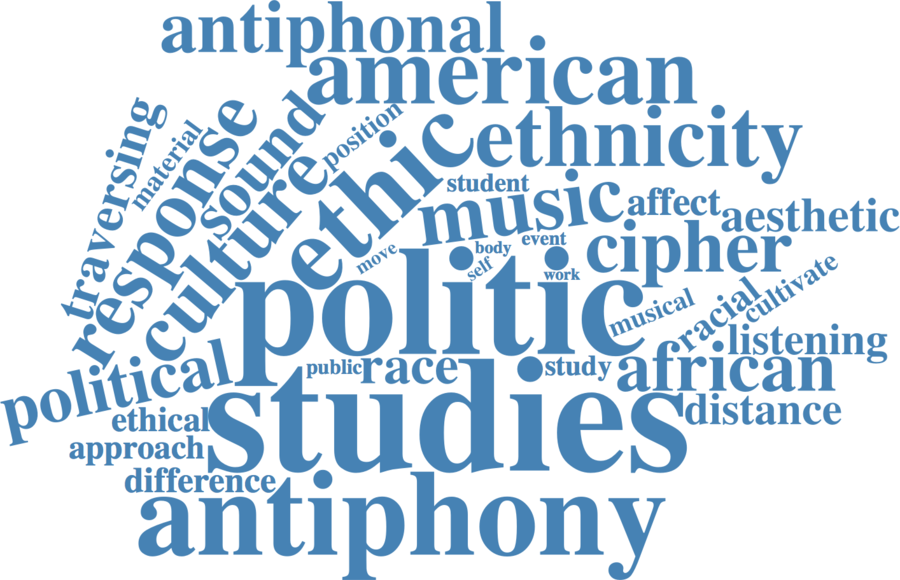 antiphonal
american
traversing
material
response
sound
position
culture
ethic
ethnicity
student
music
affect
aesthetic
move
body
event
self
work
cipher
politic
musical
racial
cultivate
listening
political
public
race
study
african
ethical
studies
distance
approach
difference
antiphony